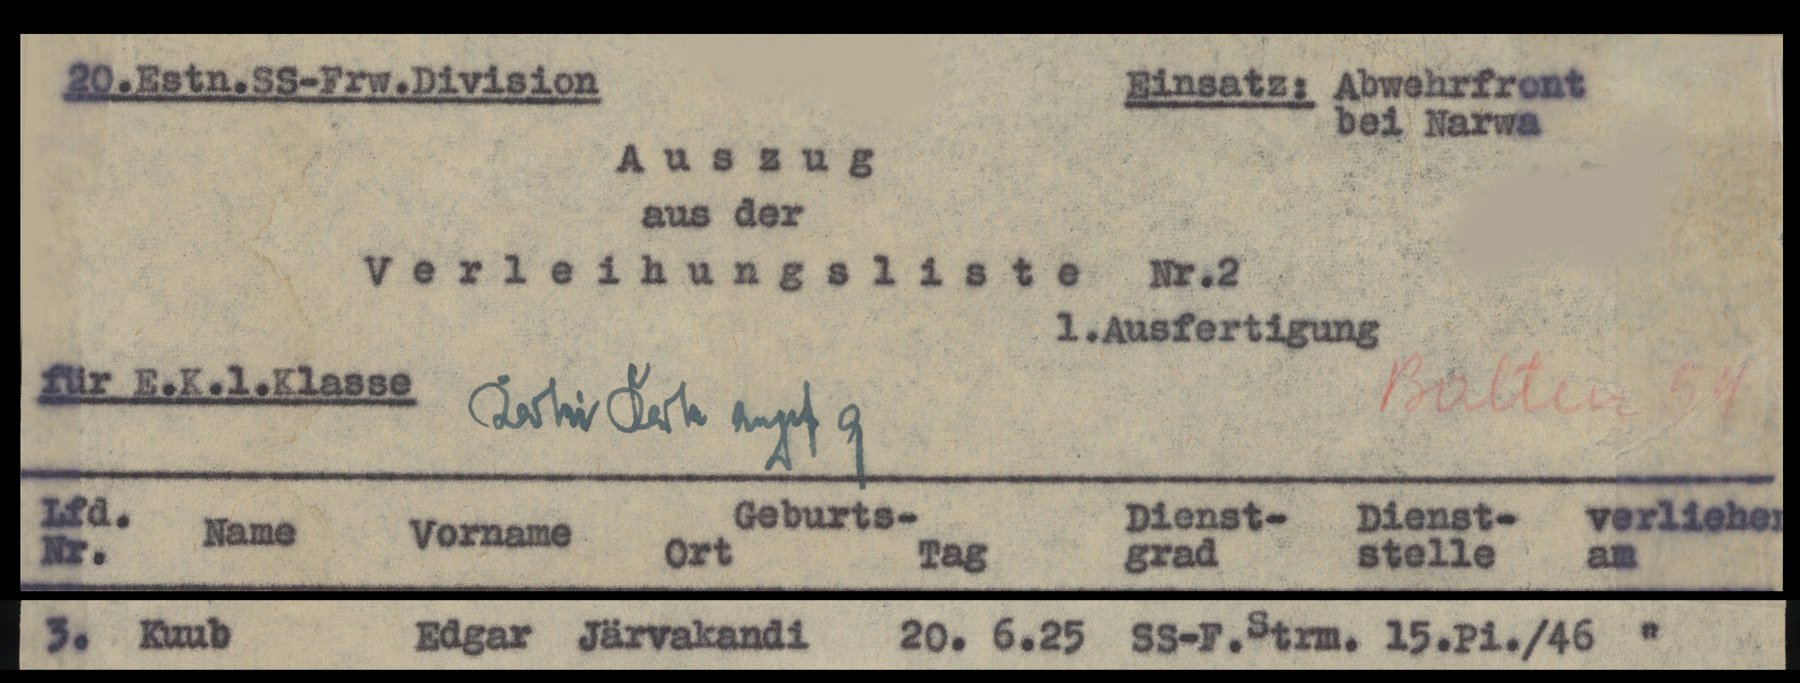 20.Estn.SS-Frw.Division
Einsatz: Abwehrfront
bei Narwa
Auszug
aus der
Verleihungsliste Nr.2
1.Ausfertigung
für E.K.1.Klasse
Balten 54
Lfd. Nr. Name Vorname Geburts- Ort Tag Dienst- grad Dienst- stelle verliehen am
3. Kuub Edgar Järvakandi 20. 6.25 SS-F.Strm. 15.Pi./46 "